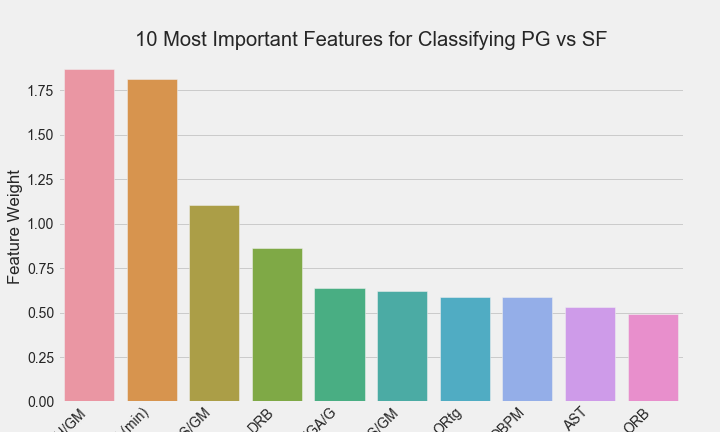 10 Most Important Features for Classifying PG vs SF
Feature Weight
1.75
1.50
1.25
1.00
0.75
0.50
0.25
0.00
/GM
(min)
S/GM
DRB
GA/G
S/GM
ORtg
BPM
AST
ORB